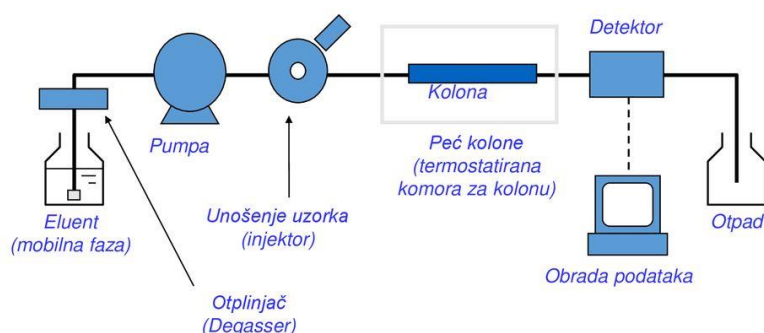 Detektor
Kolona
Pumpa
Peć kolone
(termostatirana
komora za kolonu)
Unošenje uzorka
(injektor)
Eluent
(mobilna faza)
Otpad
Obrada podataka
Otplinjač
(Degasser)